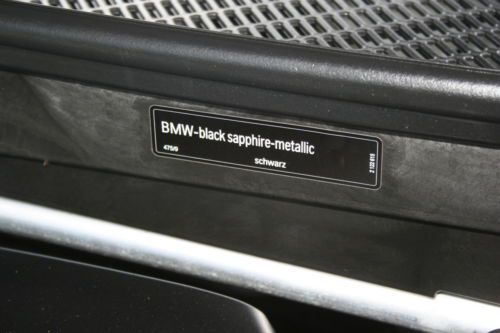 BMW-black sapphire-metallic
475/9
schwarz